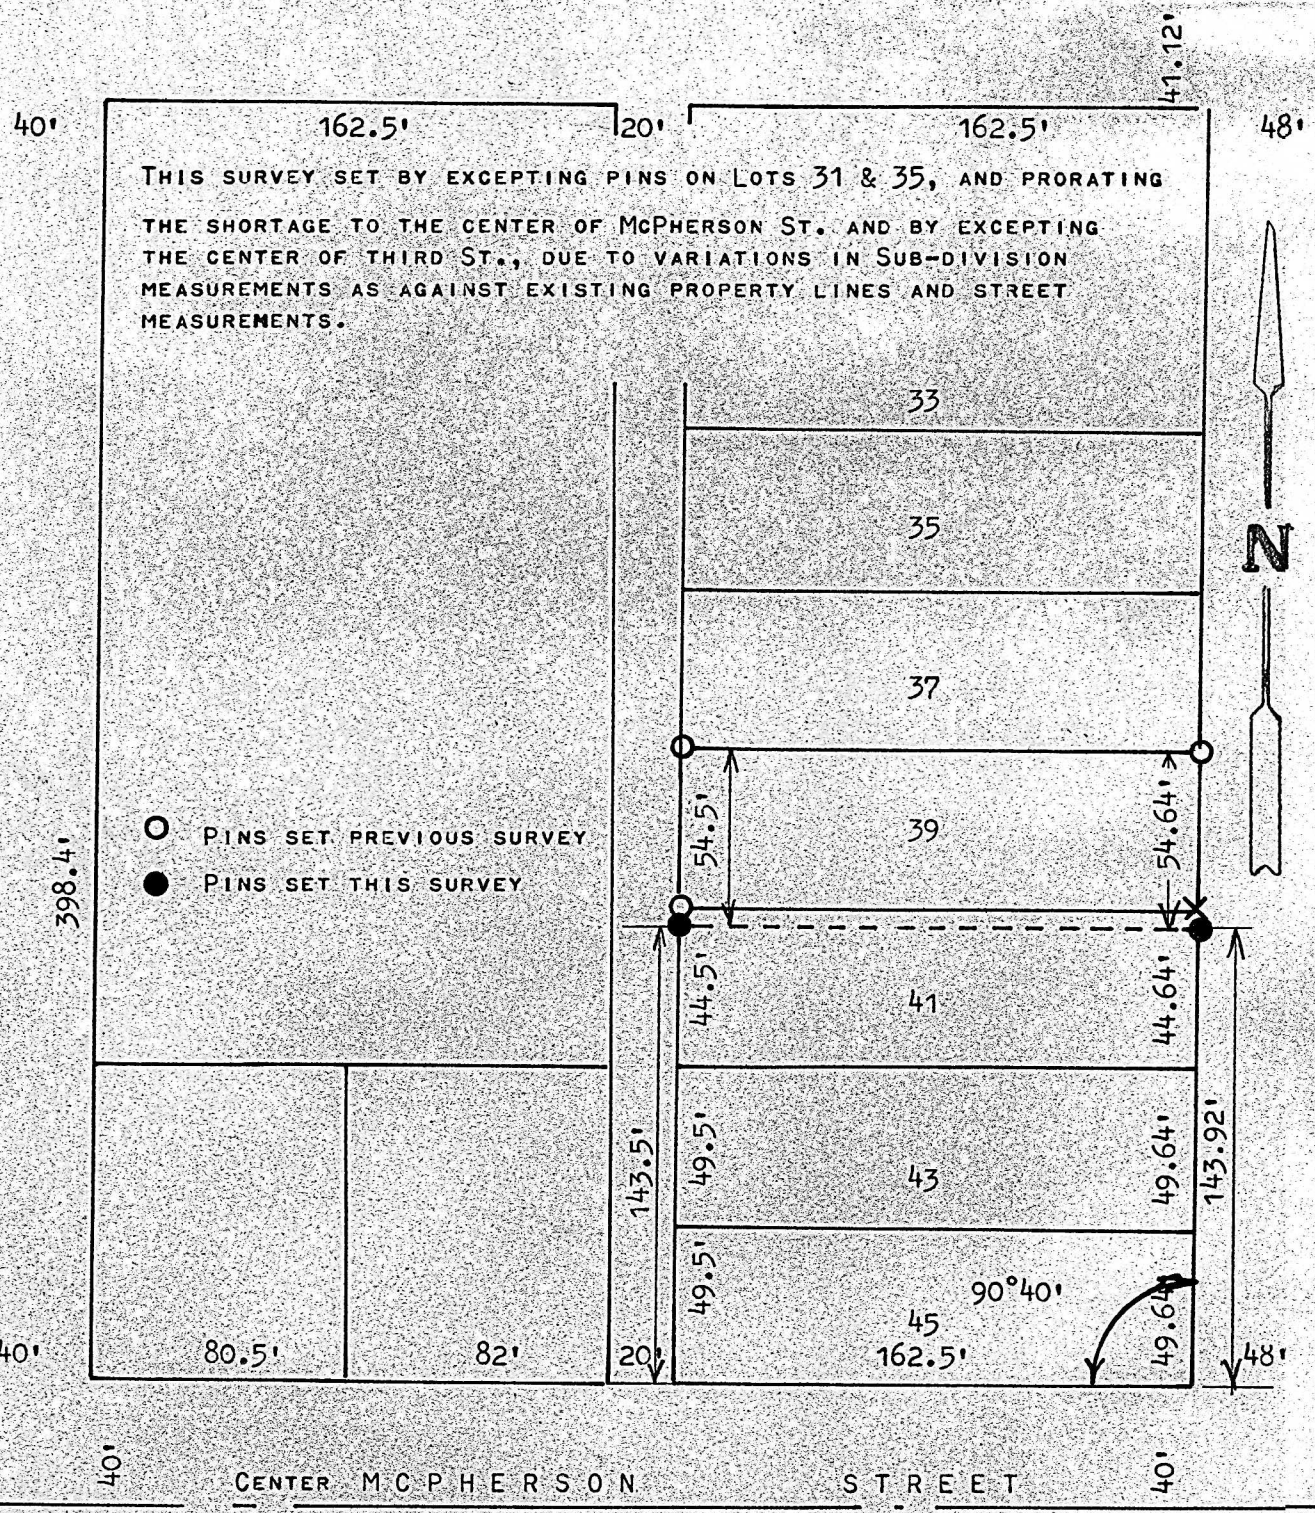 41.12'
40' 162.5' 20' 162.5' 48'
THIS SURVEY SET BY EXCEPTING PINS ON LOTS 31 & 35, AND PRORATING
THE SHORTAGE TO THE CENTER OF MCPHERSON ST. AND BY EXCEPTING
THE CENTER OF THIRD ST., DUE TO VARIATIONS IN SUB-DIVISION
MEASUREMENTS AS AGAINST EXISTING PROPERTY LINES AND STREET
MEASUREMENTS.
33
35
N
37
54.5' 39 54.64'
PINS SET PREVIOUS SURVEY
PINS SET THIS SURVEY
398.4'
44.5' 41 44.64'
143.5' 49.5' 43 49.64' 143.92'
49.5' 90°40' 49.64'
45
40' 80.5' 82' 20' 162.5' 48'
40' 40'
CENTER MCPHERSON STREET